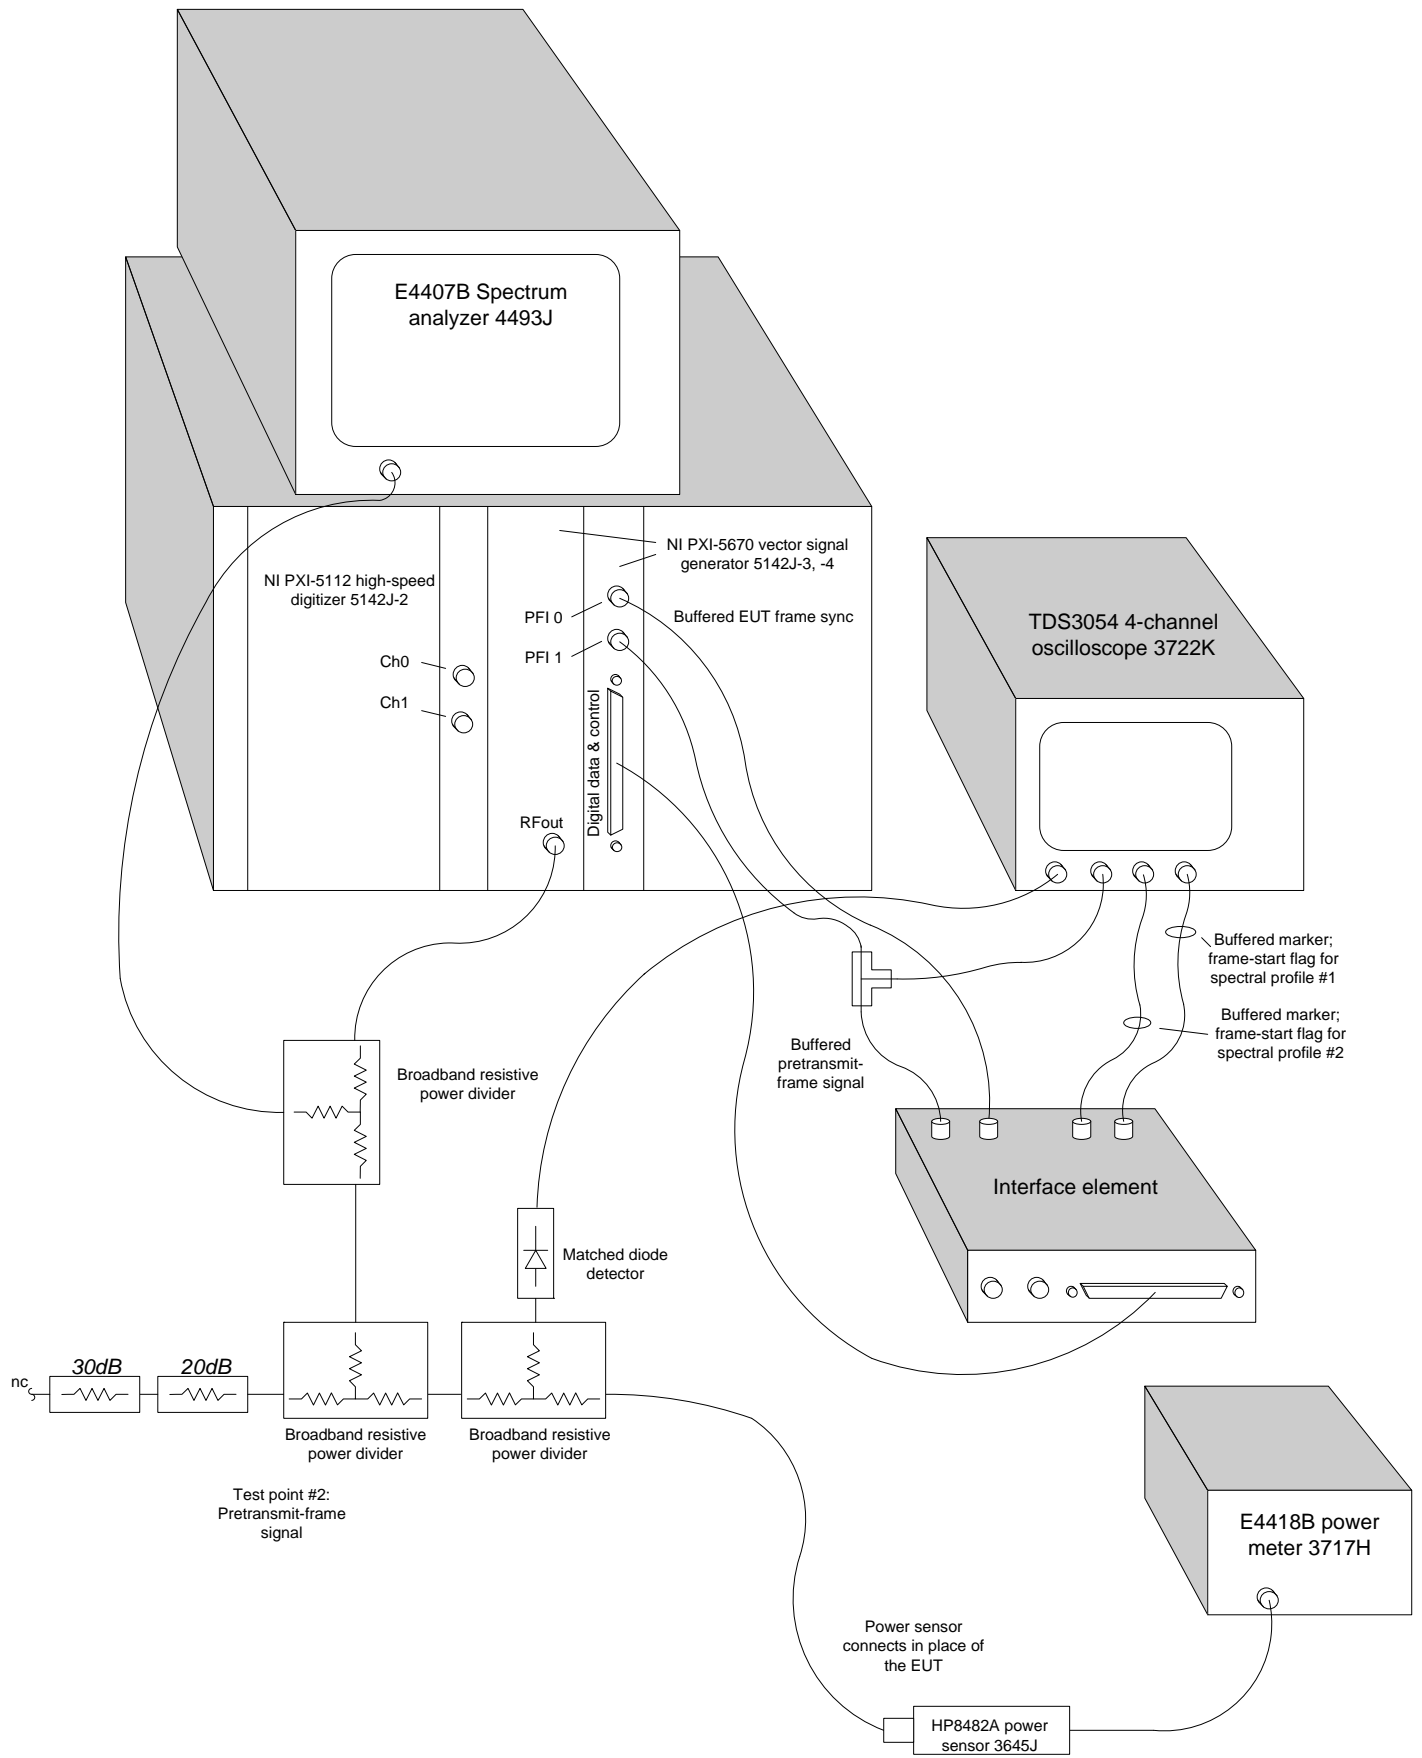 E4407B Spectrum
analyzer 4493J
NI PXI-5670 vector signal
generator 5142J-3, -4
NI PXI-5112 high-speed
digitizer 5142J-2
PFI 0
Buffered EUT frame sync
PFI 1
Ch0
Ch1
Digital data & control
RFout
TDS3054 4-channel
oscilloscope 3722K
Buffered marker;
frame-start flag for
spectral profile #1
Buffered marker;
frame-start flag for
spectral profile #2
Buffered
pretransmit-
frame signal
Broadband resistive
power divider
Interface element
Matched diode
detector
nc
30dB
20dB
Broadband resistive
power divider
Broadband resistive
power divider
Test point #2:
Pretransmit-frame
signal
E4418B power
meter 3717H
Power sensor
connects in place of
the EUT
HP8482A power
sensor 3645J